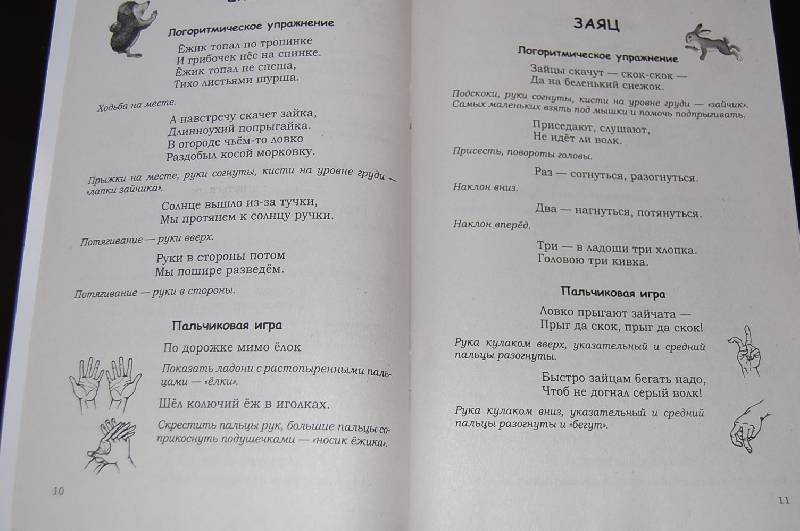 Логоритмическое упражнение
Ёжик топал по тропинке
И грибочек нёс на спинке.
Ёжик топал не спеша,
Тихо листьями шурша.
Ходьба на месте.
А навстречу скачет зайка,
Длинноухий попрыгайка.
В огороде чьём-то ловко
Раздобыл косой морковку.
Прыжки на месте, руки согнуты, кисти на уровне груди —
«лапки зайчика».
Солнце вышло из-за тучки,
Мы протянем к солнцу ручки.
Потягивание — руки вверх.
Руки в стороны потом
Мы пошире разведём.
Потягивание — руки в стороны.
Пальчиковая игра
По дорожке мимо ёлок
Показать ладони с растопыренными паль-
цами — «ёлки».
Шёл колючий ёж в иголках.
Скрестить пальцы рук, большие пальцы со-
прикоснуть подушечками — «носик ёжика».
10
ЗАЯЦ
Логоритмическое упражнение
Зайцы скачут — скок-скок —
Да на беленький снежок.
Подскоки, руки согнуты, кисти на уровне груди — «зайчик».
Самых маленьких взять под мышки и помочь подпрыгивать.
Приседают, слушают,
Не идёт ли волк.
Присесть, повороты головы.
Раз — согнуться, разогнуться.
Наклон вниз.
Два — нагнуться, потянуться.
Наклон вперёд.
Три — в ладоши три хлопка.
Головою три кивка.
Пальчиковая игра
Ловко прыгают зайчата —
Прыг да скок, прыг да скок!
Рука кулаком вверх, указательный и средний
пальцы разогнуты.
Быстро зайцам бегать надо,
Чтоб не догнал серый волк!
Рука кулаком вниз, указательный и средний
пальцы разогнуты и «бегут».
11